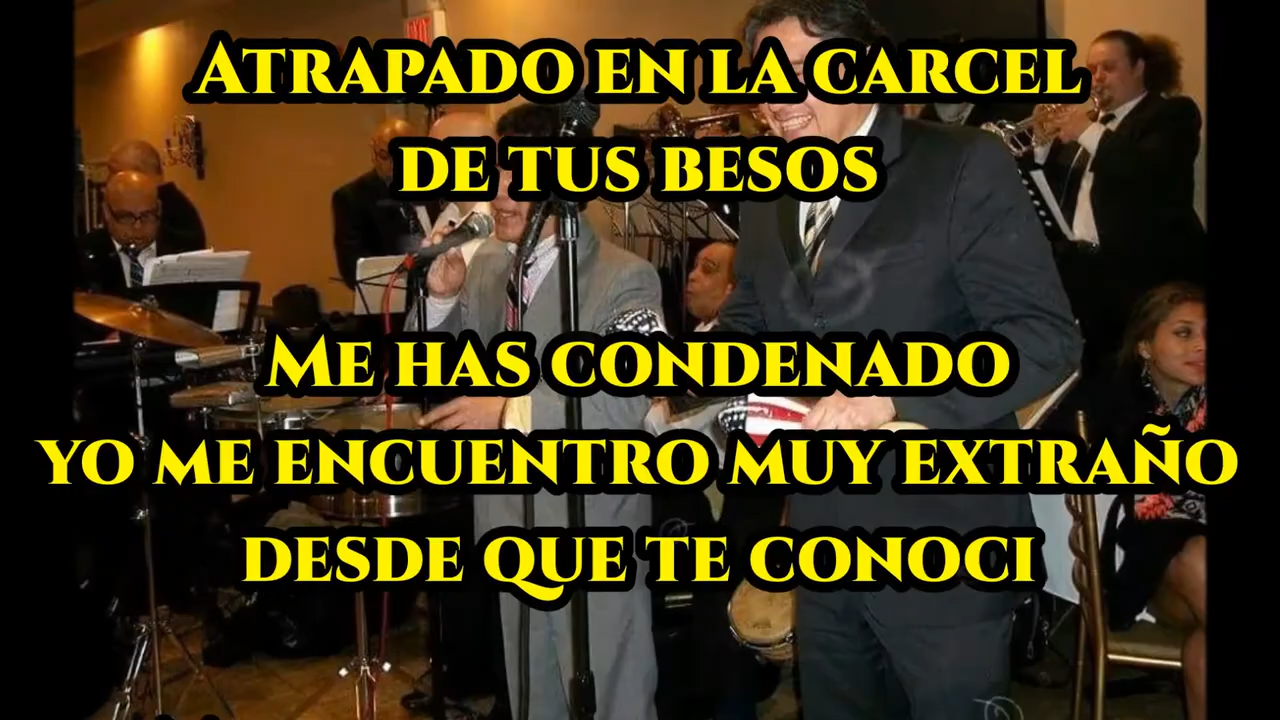 Atrapado en la carcel
de tus besos
Me has condenado
yo me encuentro muy extraño
desde que te conoci